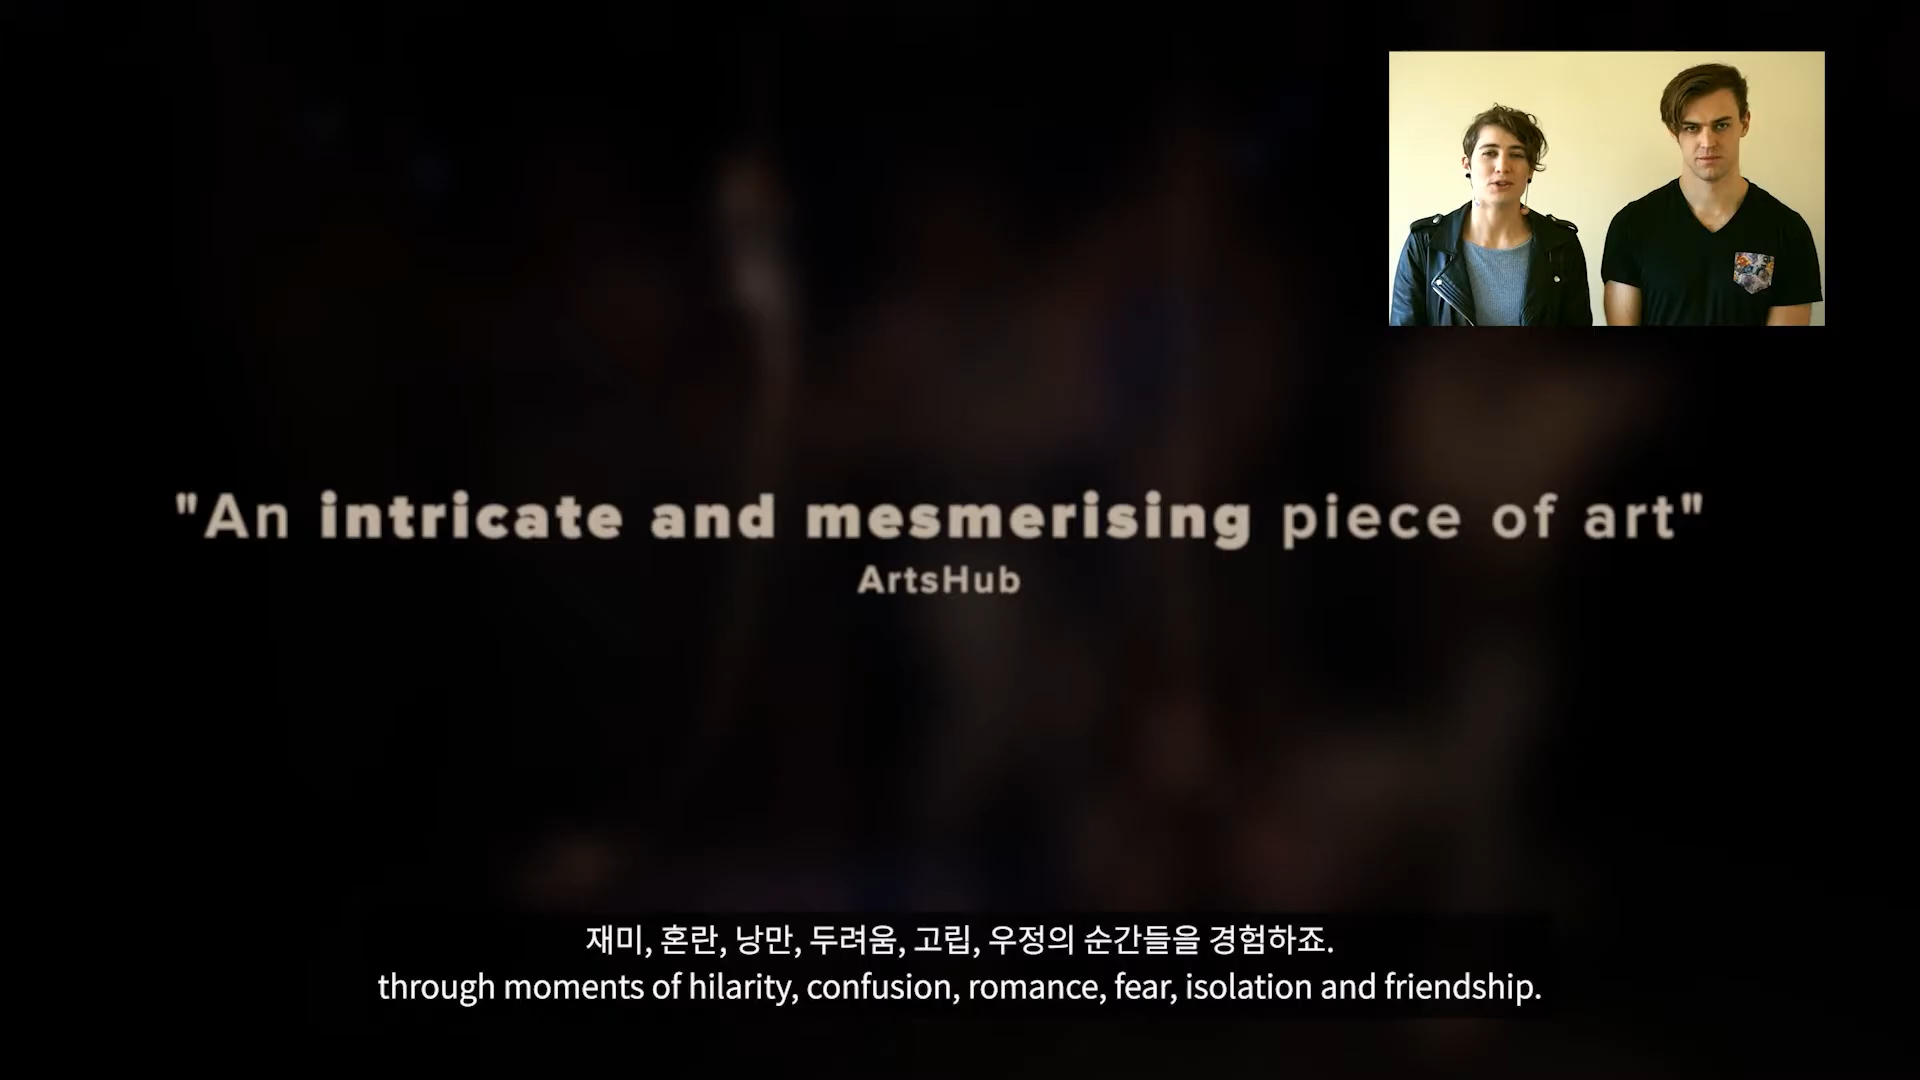 "An intricate and mesmerising piece of art"
ArtsHub
재미, 혼란, 낭만, 두려움, 고립, 우정의 순간들을 경험하죠.
through moments of hilarity, confusion, romance, fear, isolation and friendship.